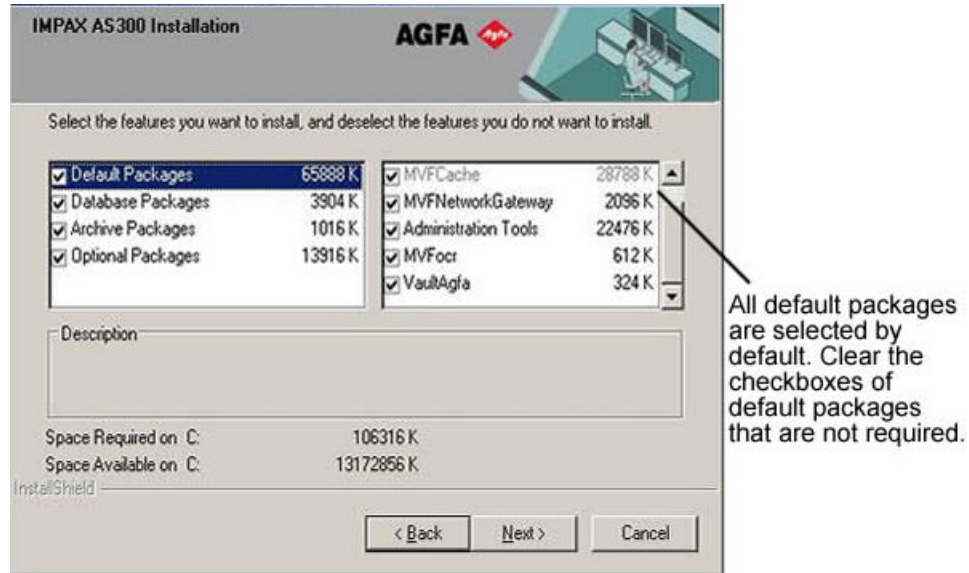 IMPAX AS300 Installation
AGFA
Select the features you want to install, and deselect the features you do not want to install.
Default Packages 65888 K
Database Packages 3904 K
Archive Packages 1016 K
Optional Packages 13916 K
MVFCache 28788 K
MVFNetworkGateway 2096 K
Administration Tools 22476 K
MVFocr 612 K
VaultAgfa 324 K
All default packages
are selected by
default. Clear the
checkboxes of
default packages
that are not required.
Description
Space Required on C: 106316 K
Space Available on C: 13172856 K
InstallShield
< Back
Next >
Cancel